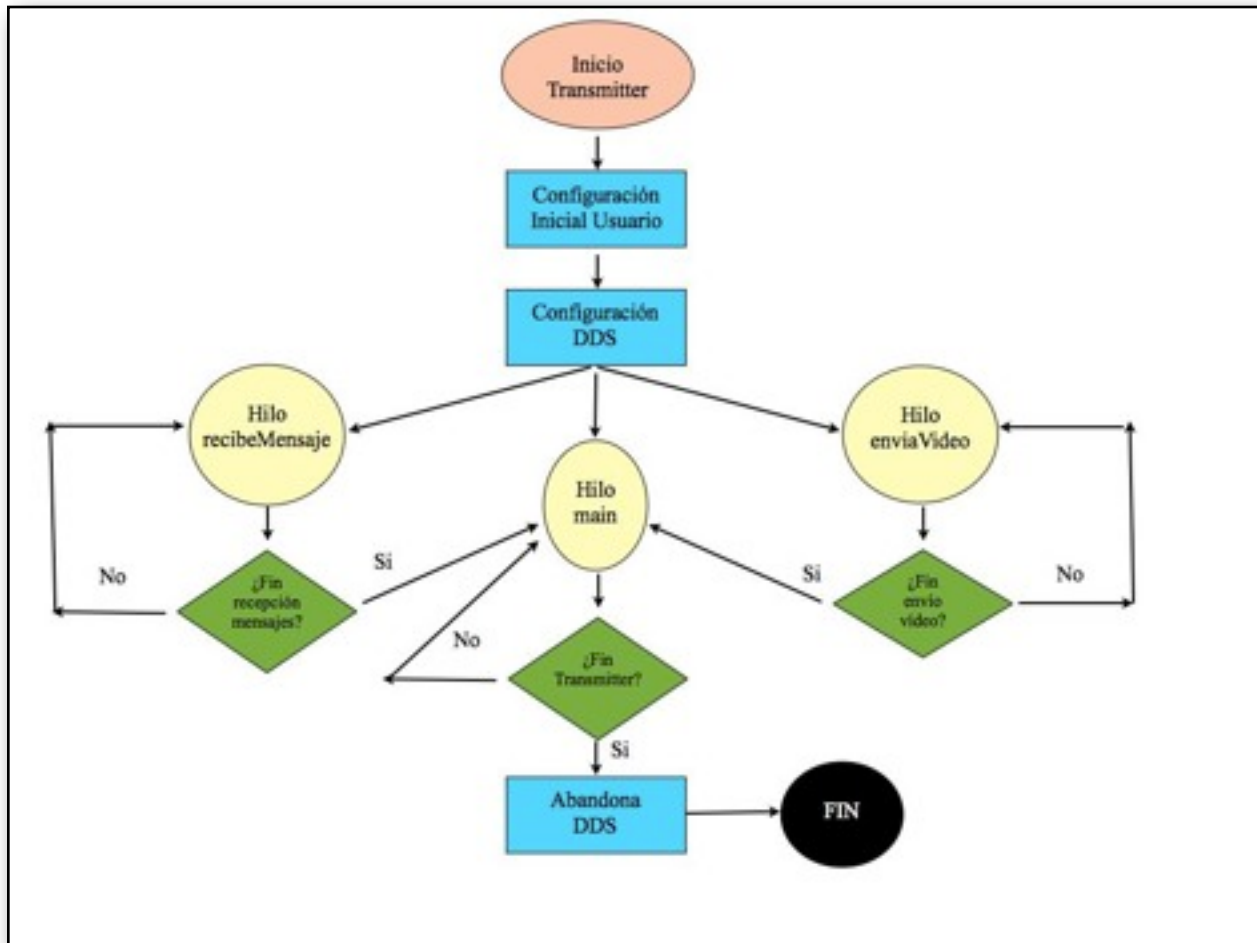 Inicio
Transmitter
Configuración
Inicial Usuario
Configuración
DDS
Hilo
recibeMensaje
Hilo
main
Hilo
enviaVideo
¿Fin
recepción
mensajes?
No
Si
¿Fin
Transmitter?
No
Si
¿Fin
envío
vídeo?
Si
No
Abandona
DDS
FIN